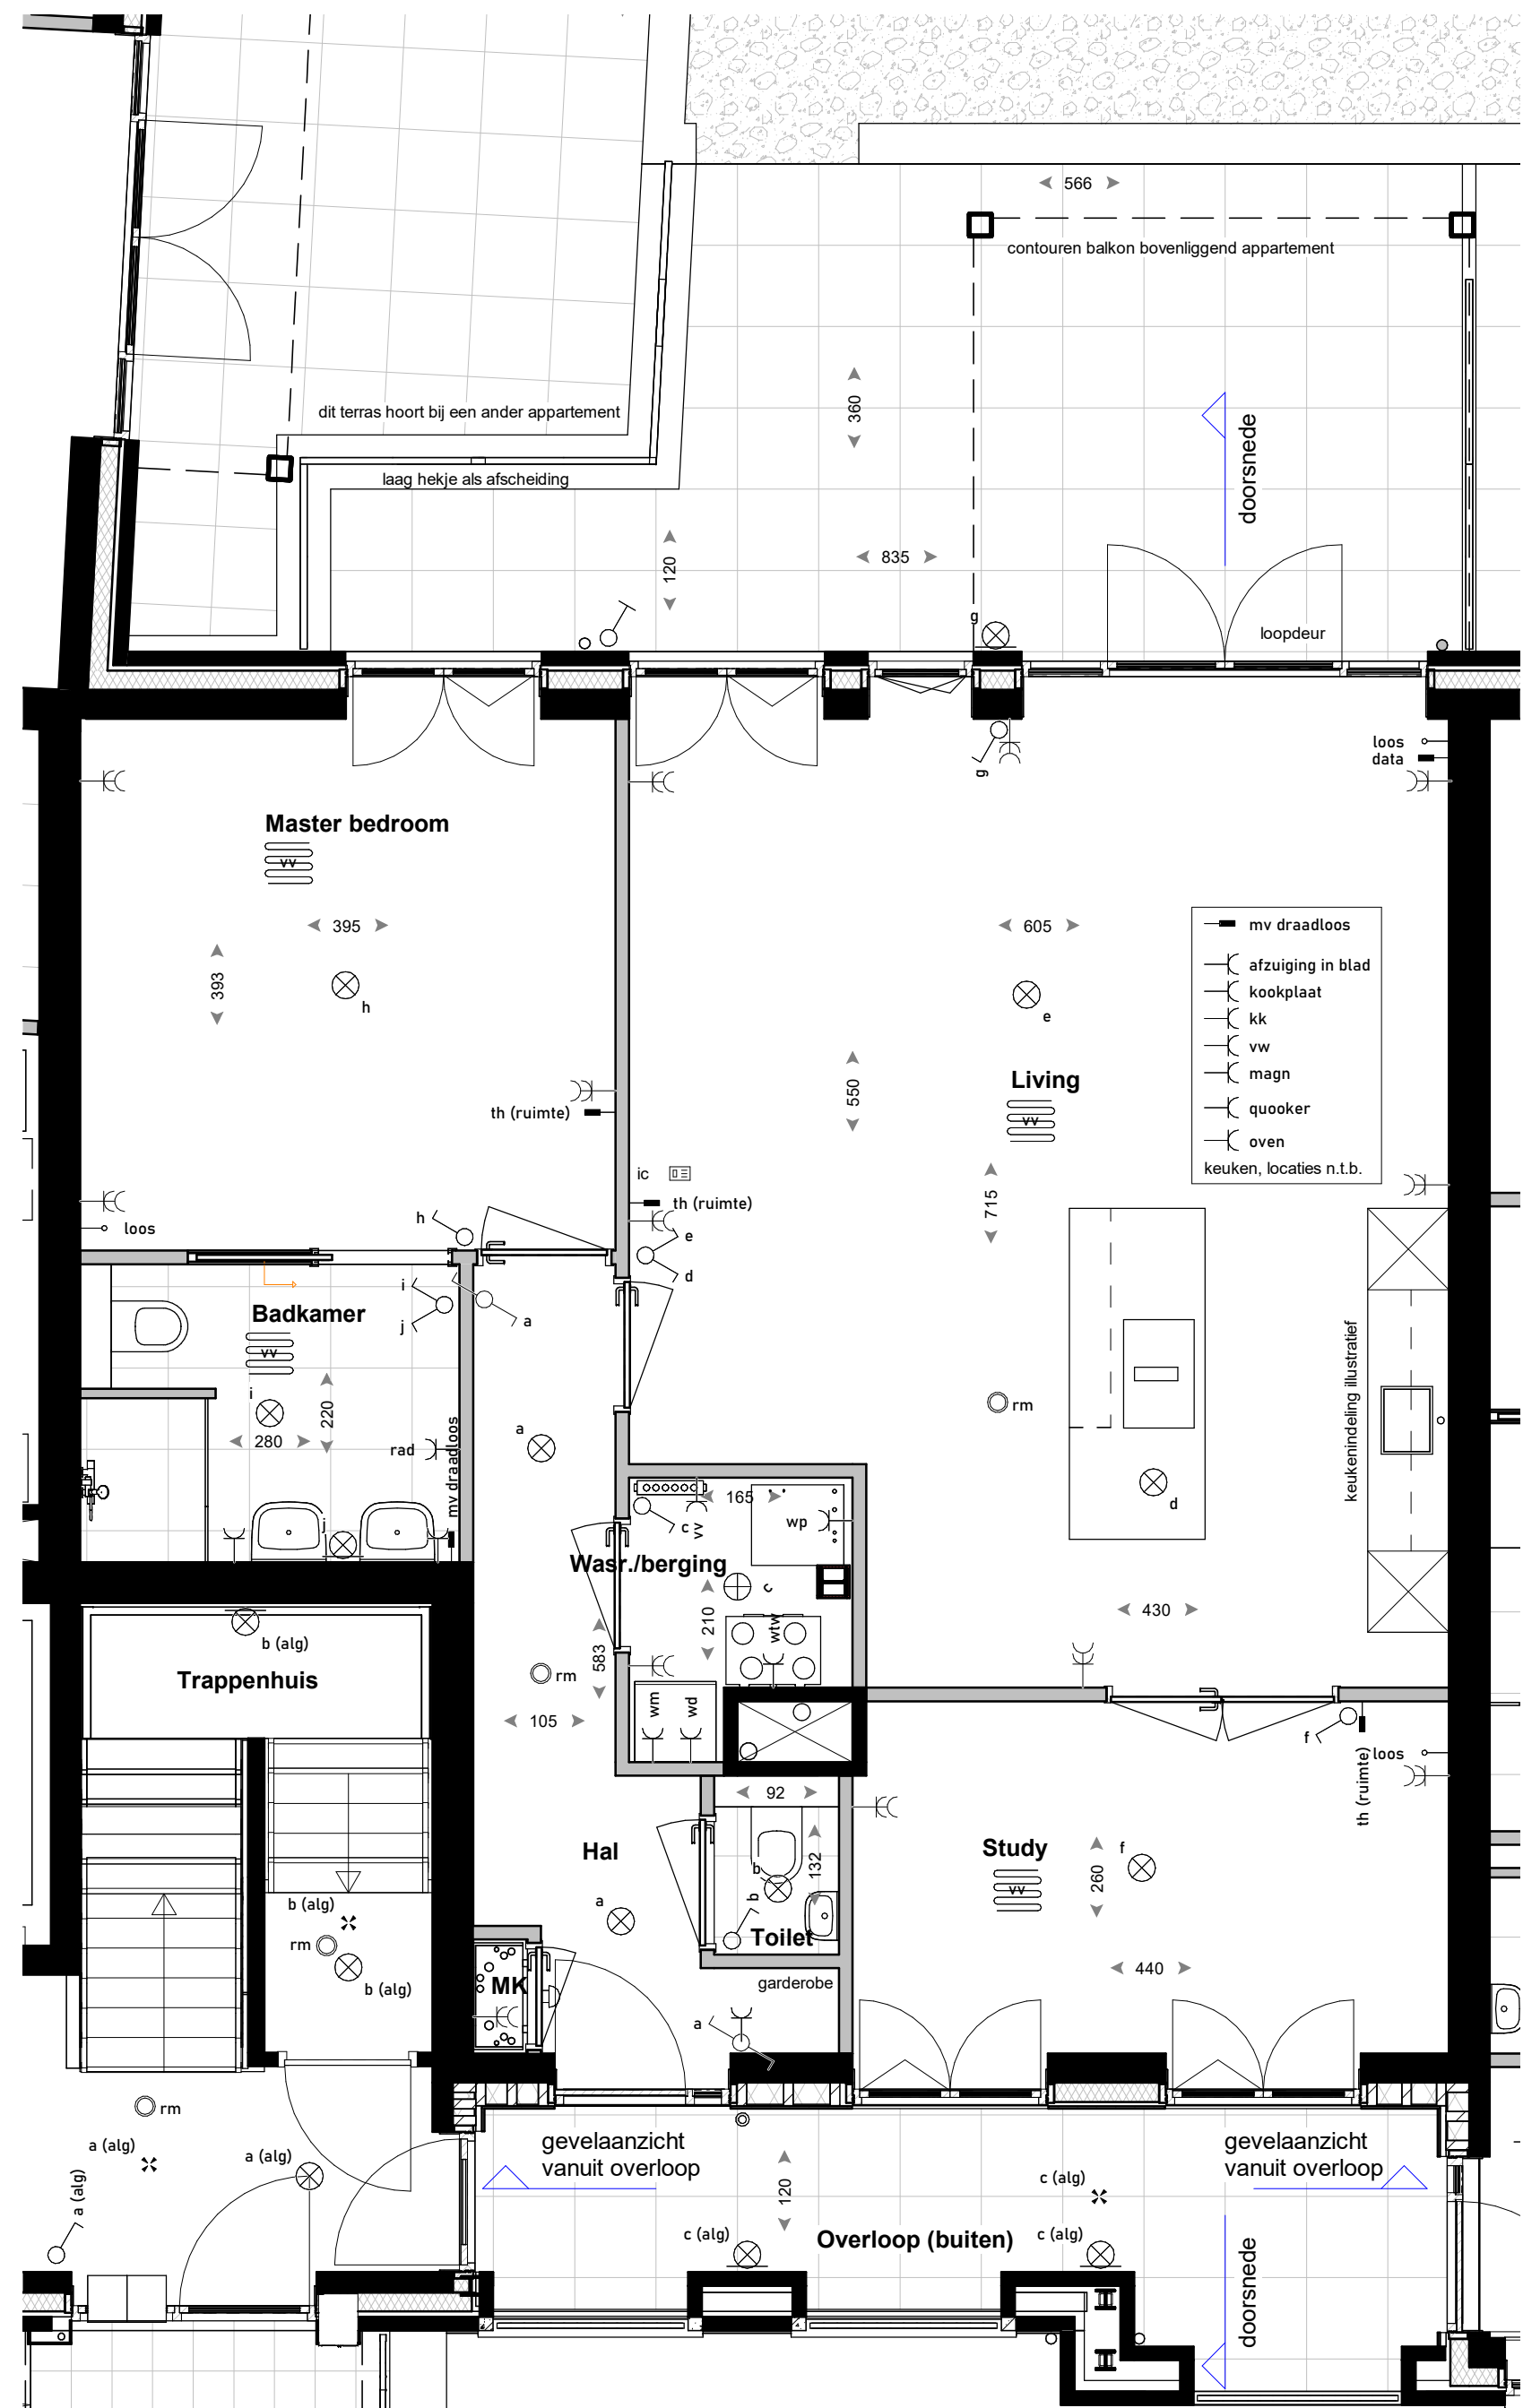 566
contouren balkon bovenliggend appartement
360
doorsnede
dit terras hoort bij een ander appartement
laag hekje als afscheiding
120
835
g
loopdeur
g
loos
data
Master bedroom
vv
395
393
h
605
e
mv draadloos
afzuiging in blad
kookplaat
kk
vw
magn
quooker
oven
keuken, locaties n.t.b.
Living
vv
550
715
th (ruimte)
ic
th (ruimte)
e
d
loos
h
i
j
a
Badkamer
vv
i
220
280
rad
mv draadloos
j
a
rm
keukenindeling illustratief
d
165
c
vv
wp
Wasr./berging
c
210
wtw
583
430
b (alg)
Trappenhuis
rm
wm
wd
105
f
th (ruimte)
loos
92
Hal
132
b
b
Toilet
Study
vv
260
f
a
440
b (alg)
rm
b (alg)
MK
garderobe
a
rm
a (alg)
a (alg)
a (alg)
gevelaanzicht
vanuit overloop
120
c (alg)
gevelaanzicht
vanuit overloop
c (alg)
Overloop (buiten)
c (alg)
doorsnede